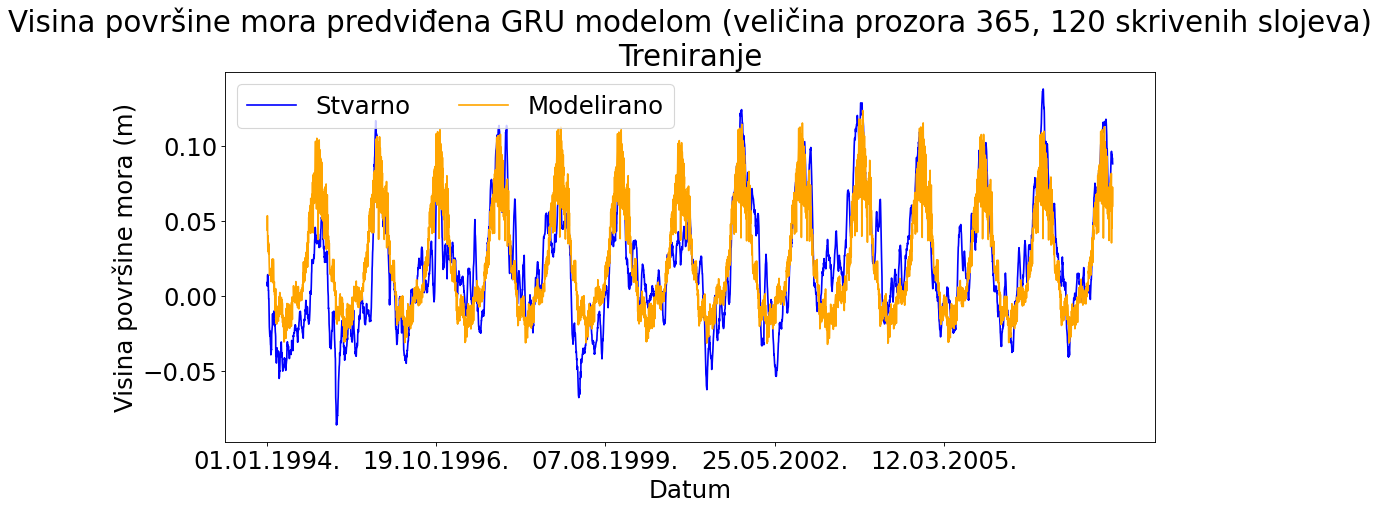 Visina površine mora predviđena GRU modelom (veličina prozora 365, 120 skrivenih slojeva)
Treniranje
Stvarno Modelirano
Visina površine mora (m)
0.10
0.05
0.00
−0.05
01.01.1994. 19.10.1996. 07.08.1999. 25.05.2002. 12.03.2005.
Datum